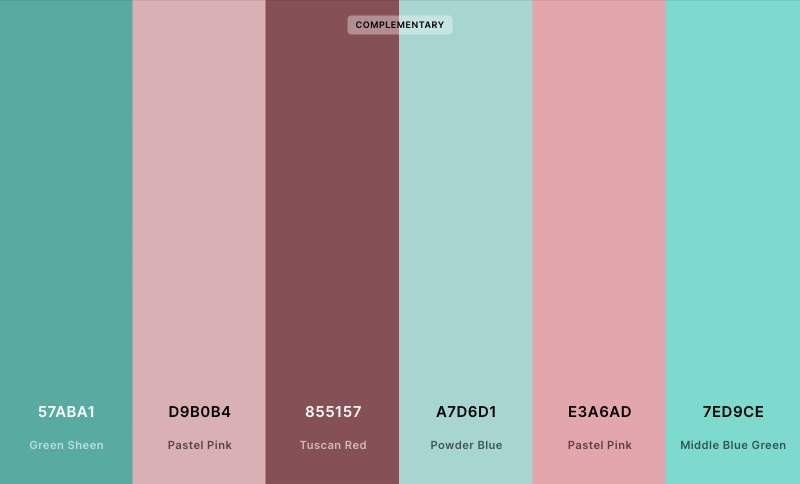 COMPLEMENTARY
57ABA1 D9B0B4 855157 A7D6D1 E3A6AD 7ED9CE
Green Sheen Pastel Pink Tuscan Red Powder Blue Pastel Pink Middle Blue Green